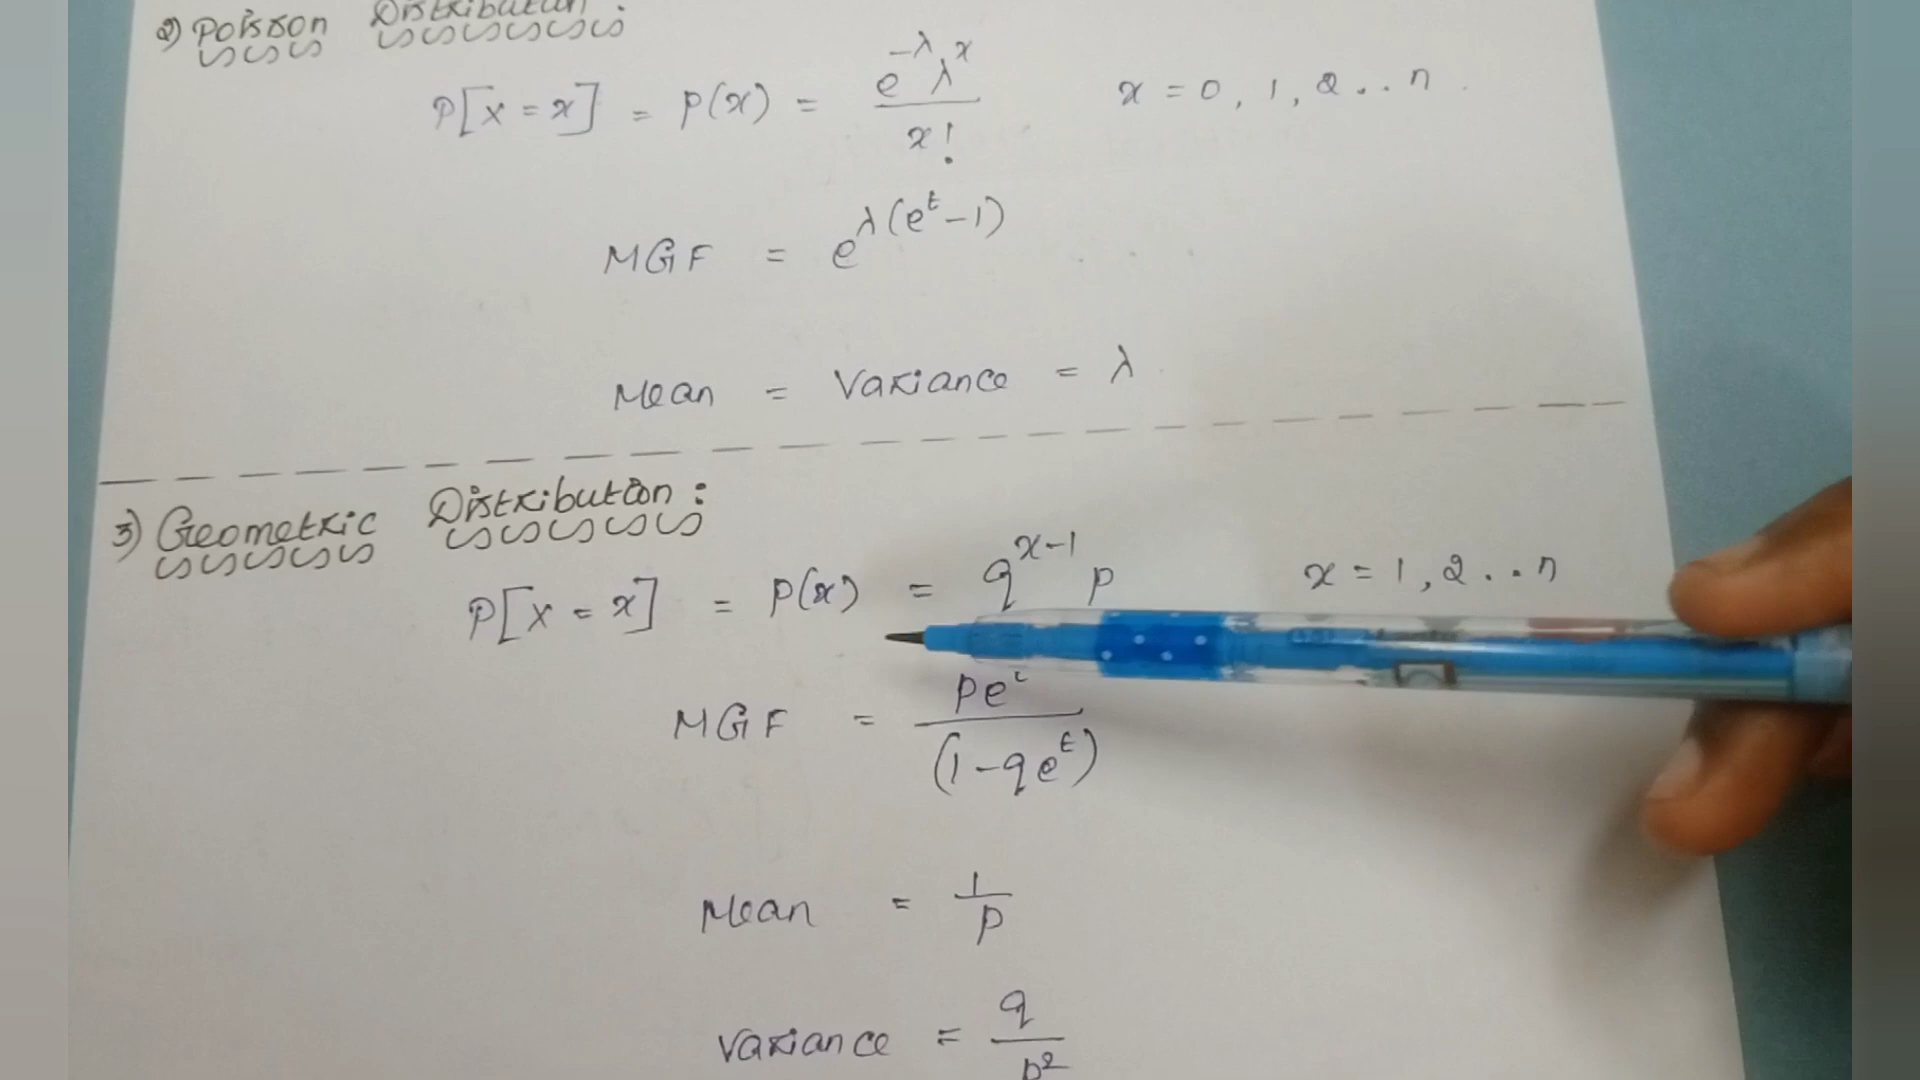 2) Poisson Distribution :
P[X = x] = P(x) = e^{-λ} λ^x / x!    x = 0, 1, 2 .. n .
MGF = e^{λ(e^t - 1)}
Mean = Variance = λ
3) Geometric Distribution :
P[X = x] = P(x) = q^{x-1} p    x = 1, 2 .. n
MGF = pe^t / (1 - qe^t)
Mean = 1/p
Variance = q/p^2